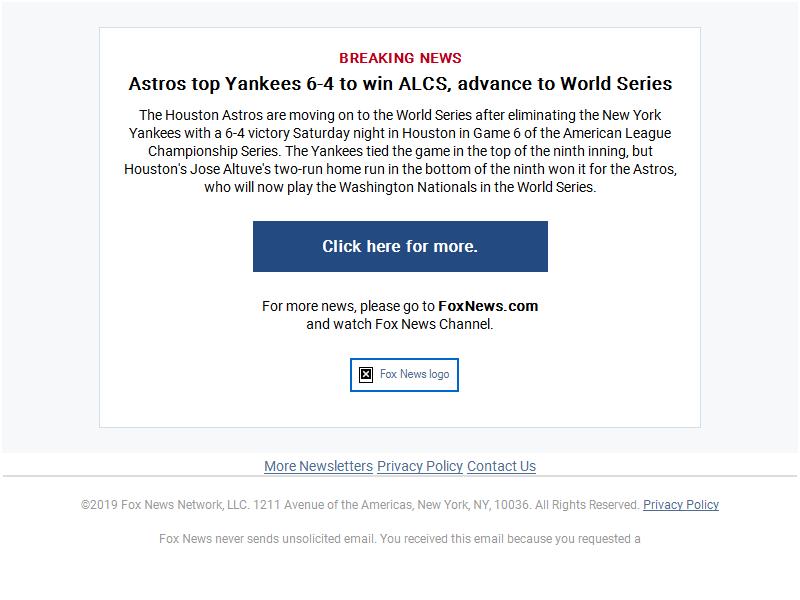 BREAKING NEWS
Astros top Yankees 6-4 to win ALCS, advance to World Series
The Houston Astros are moving on to the World Series after eliminating the New York
Yankees with a 6-4 victory Saturday night in Houston in Game 6 of the American League
Championship Series. The Yankees tied the game in the top of the ninth inning, but
Houston's Jose Altuve's two-run home run in the bottom of the ninth won it for the Astros,
who will now play the Washington Nationals in the World Series.
Click here for more.
For more news, please go to FoxNews.com
and watch Fox News Channel.
Fox News logo
More Newsletters Privacy Policy Contact Us
©2019 Fox News Network, LLC. 1211 Avenue of the Americas, New York, NY, 10036. All Rights Reserved. Privacy Policy
Fox News never sends unsolicited email. You received this email because you requested a